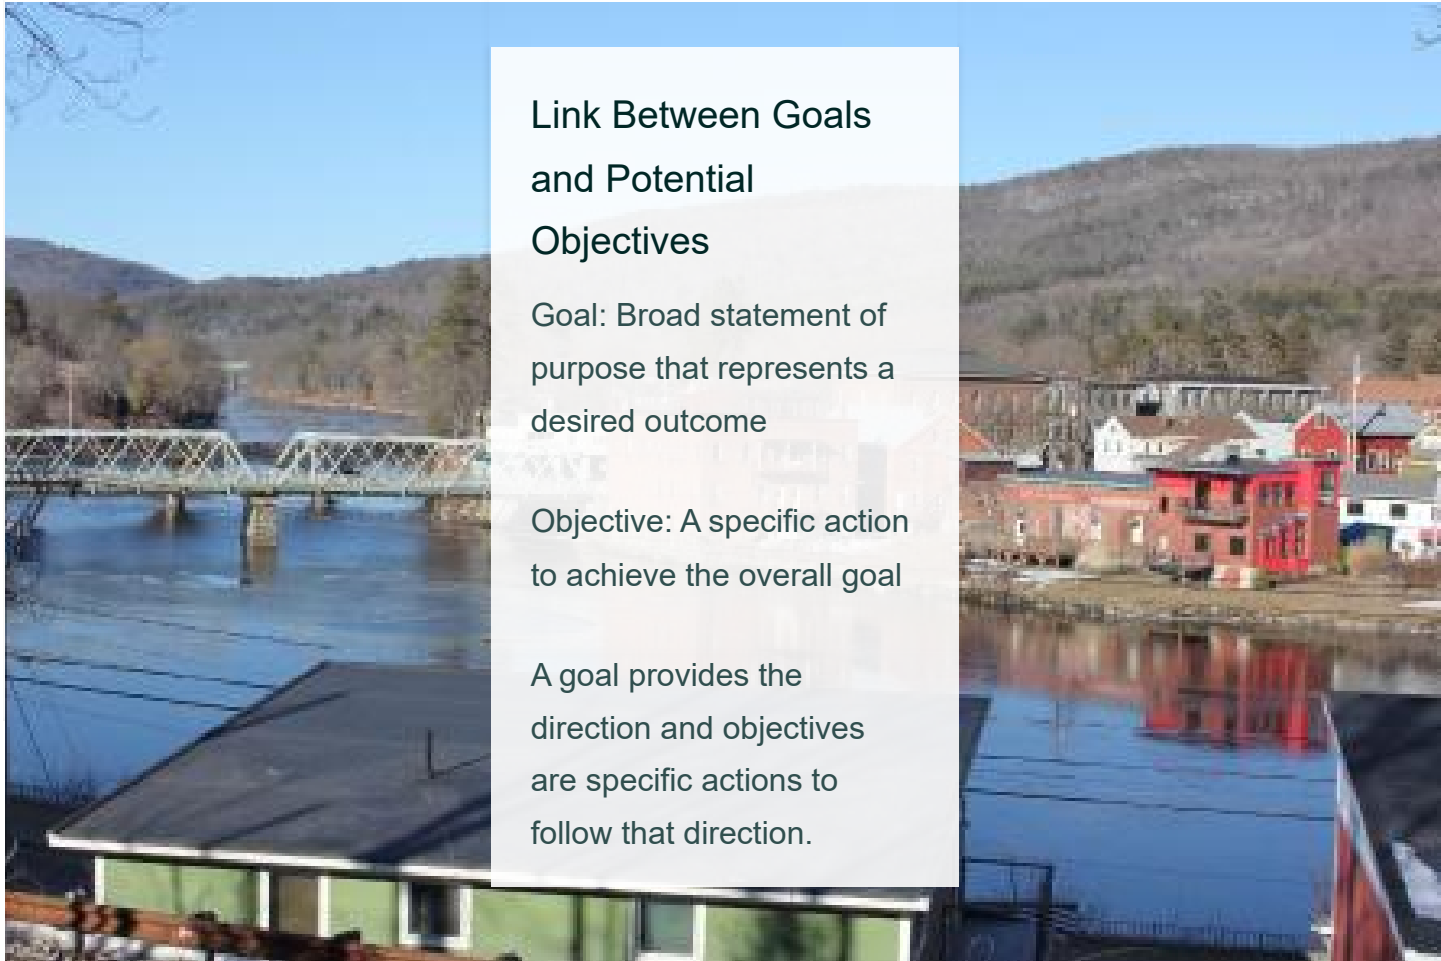 Link Between Goals
and Potential
Objectives
Goal: Broad statement of
purpose that represents a
desired outcome
Objective: A specific action
to achieve the overall goal
A goal provides the
direction and objectives
are specific actions to
follow that direction.